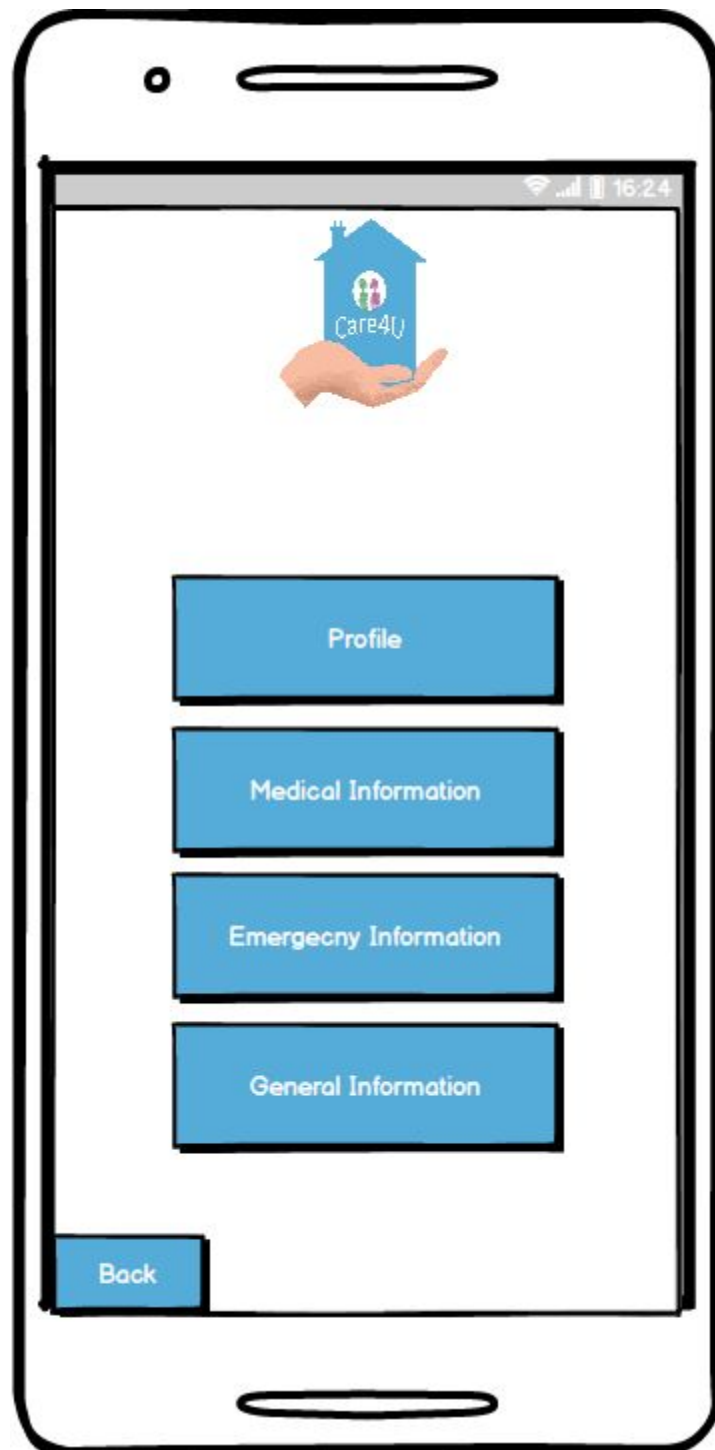 16:24
Care4U
Profile
Medical Information
Emergecny Information
General Information
Back